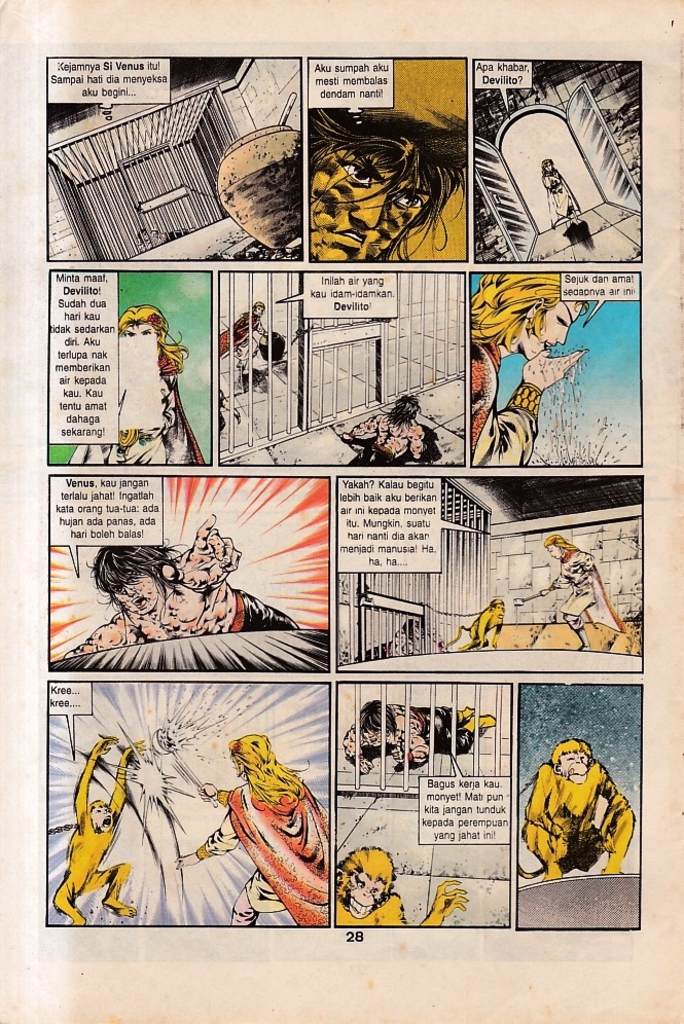 Kejamnya Si Venus itu!
Sampai hati dia menyeksa
aku begini...
Aku sumpah aku
mesti membalas
dendam nanti!
Apa khabar,
Devilito?
Minta maaf,
Devilito!
Sudah dua
hari kau
tidak sedarkan
diri. Aku
terlupa nak
memberikan
air kepada
kau. Kau
tentu amat
dahaga
sekarang!
Inilah air yang
kau idam-idamkan,
Devilito!
Sejuk dan amat
sedapnya air ini!
Venus, kau jangan
terlalu jahat! Ingatlah
kata orang tua-tua: ada
hujan ada panas, ada
hari boleh balas!
Yakah? Kalau begitu
lebih baik aku berikan
air ini kepada monyet
itu. Mungkin, suatu
hari nanti dia akan
menjadi manusia! Ha,
ha, ha....
Kree...
kree....
Bagus kerja kau,
monyet! Mati pun
kita jangan tunduk
kepada perempuan
yang jahat ini!
28